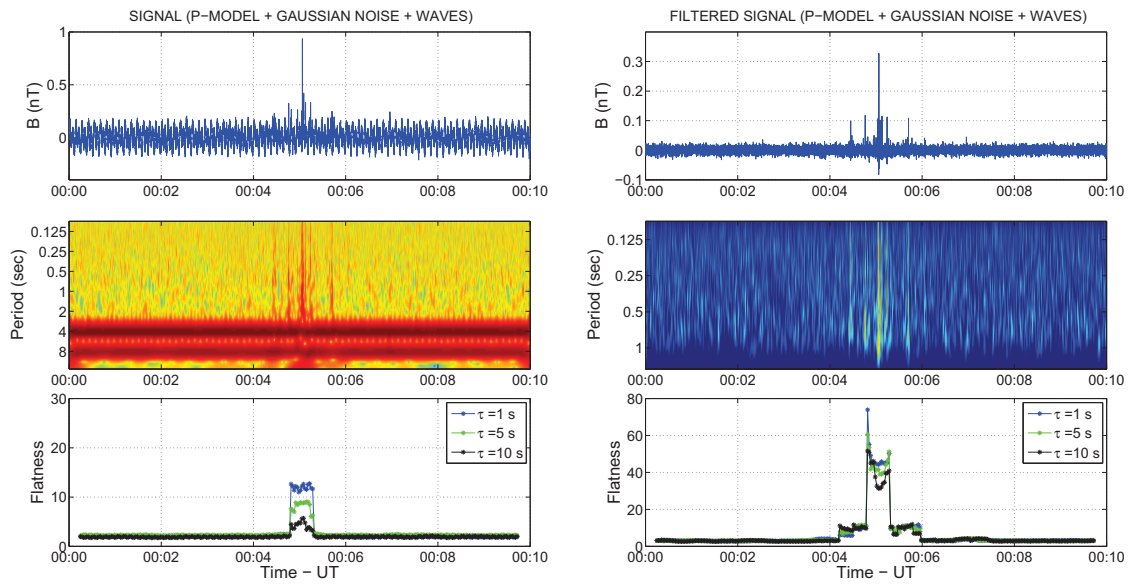 SIGNAL (P-MODEL + GAUSSIAN NOISE + WAVES)
B (nT)
1
0.5
0
00:00 00:02 00:04 00:06 00:08 00:10
Period (sec)
0.125
0.25
0.5
1
2
4
8
00:00 00:02 00:04 00:06 00:08 00:10
Flatness
30
20
10
0
τ =1 s
τ =5 s
τ =10 s
00:00 00:02 00:04 00:06 00:08 00:10
Time − UT
FILTERED SIGNAL (P-MODEL + GAUSSIAN NOISE + WAVES)
B (nT)
0.3
0.2
0.1
0
−0.1
00:00 00:02 00:04 00:06 00:08 00:10
Period (sec)
0.125
0.25
0.5
1
00:00 00:02 00:04 00:06 00:08 00:10
Flatness
80
60
40
20
0
τ =1 s
τ =5 s
τ =10 s
00:00 00:02 00:04 00:06 00:08 00:10
Time − UT